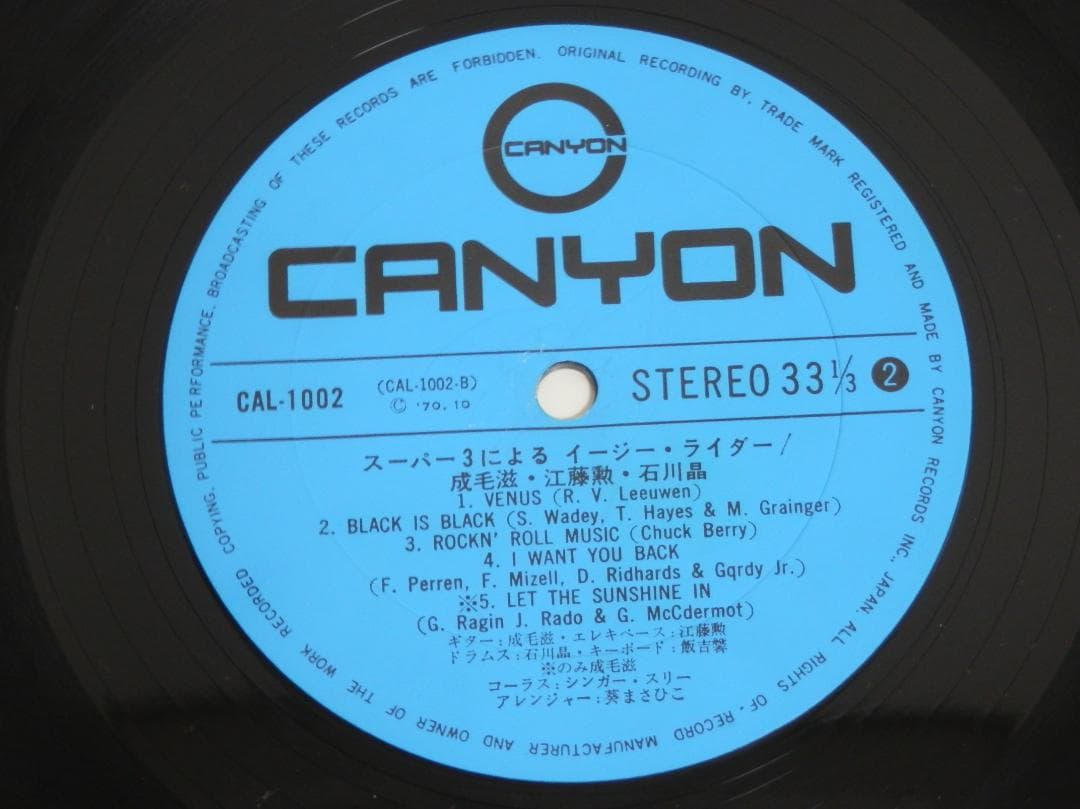 CANYON
CANYON
CAL-1002
(CAL-1002-B)
Ⓒ '70.10
STEREO 33 1/3 ❷
スーパー3による イージー・ライダー!
成毛滋・江藤勲・石川晶
1. VENUS (R. V. Leeuwen)
2. BLACK IS BLACK (S. Wadey, T. Hayes & M. Grainger)
3. ROCKN' ROLL MUSIC (Chuck Berry)
4. I WANT YOU BACK
(F. Perren, F. Mizell, D. Ridhards & Gqrdy Jr.)
※5. LET THE SUNSHINE IN
(G. Ragin J. Rado & G. McCdermot)
ギター:成毛滋・エレキベース:江藤勲
ドラムス:石川晶・キーボード:飯吉馨
※のみ成毛滋
コーラス:シンガー・スリー
アレンジャー:葵まさひこ
ALL RIGHTS OF・RECORD MANUFACTURER AND OWNER OF THE WORK RECORDED COPYING. PUBLIC PERFORMANCE. BROADCASTING OF THESE RECORDS ARE FORBIDDEN. ORIGINAL RECORDING BY, TRADE MARK REGISTERED AND MADE BY CANYON RECORDS INC., JAPAN.